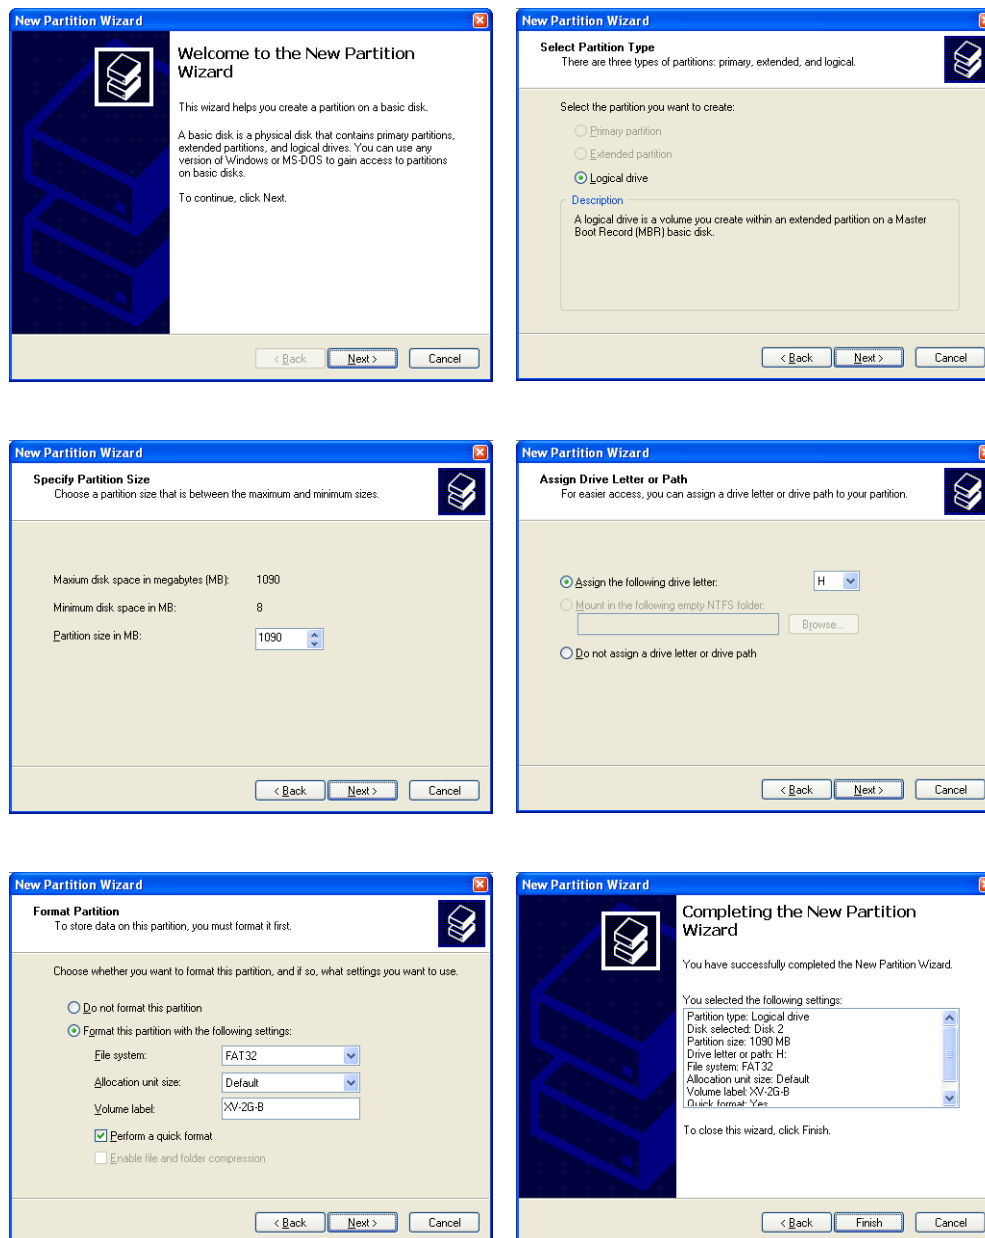 New Partition Wizard
Welcome to the New Partition
Wizard
This wizard helps you create a partition on a basic disk.
A basic disk is a physical disk that contains primary partitions,
extended partitions, and logical drives. You can use any
version of Windows or MS-DOS to gain access to partitions
on basic disks.
To continue, click Next.
< Back
Next >
Cancel
New Partition Wizard
Select Partition Type
There are three types of partitions: primary, extended, and logical.
Select the partition you want to create:
Primary partition
Extended partition
Logical drive
Description
A logical drive is a volume you create within an extended partition on a Master
Boot Record (MBR) basic disk.
< Back
Next >
Cancel
New Partition Wizard
Specify Partition Size
Choose a partition size that is between the maximum and minimum sizes.
Maxium disk space in megabytes (MB): 1090
Minimum disk space in MB: 8
Partition size in MB: 1090
< Back
Next >
Cancel
New Partition Wizard
Assign Drive Letter or Path
For easier access, you can assign a drive letter or drive path to your partition.
Assign the following drive letter: H
Mount in the following empty NTFS folder:
Browse...
Do not assign a drive letter or drive path
< Back
Next >
Cancel
New Partition Wizard
Format Partition
To store data on this partition, you must format it first.
Choose whether you want to format this partition, and if so, what settings you want to use.
Do not format this partition
Format this partition with the following settings:
File system: FAT32
Allocation unit size: Default
Volume label: XV-2G-B
Perform a quick format
Enable file and folder compression
< Back
Next >
Cancel
New Partition Wizard
Completing the New Partition
Wizard
You have successfully completed the New Partition Wizard.
You selected the following settings:
Partition type: Logical drive
Disk selected: Disk 2
Partition size: 1090 MB
Drive letter or path: H:
File system: FAT32
Allocation unit size: Default
Volume label: XV-2G-B
Quick format: Yes
To close this wizard, click Finish.
< Back
Finish
Cancel